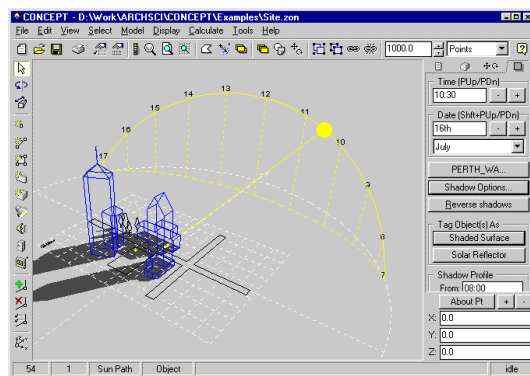 CONCEPT - D:\Work\ARCHSCI\CONCEPT\Examples\Site.zon
File Edit View Select Model Display Calculate Tools Help
1000.0 Points
Time (PUp/PDn)
10:30 - +
Date (Shft+PUp/PDn)
16th - +
July
PERTH_WA...
Shadow Options...
Reverse shadows
Tag Object(s) As
Shaded Surface
Solar Reflector
Shadow Profile
From: 08:00
About Pt + -
X: 0.0
Y: 0.0
Z: 0.0
17
16
15
14
13
12
11
10
9
8
7
54 1 Sun Path Object idle